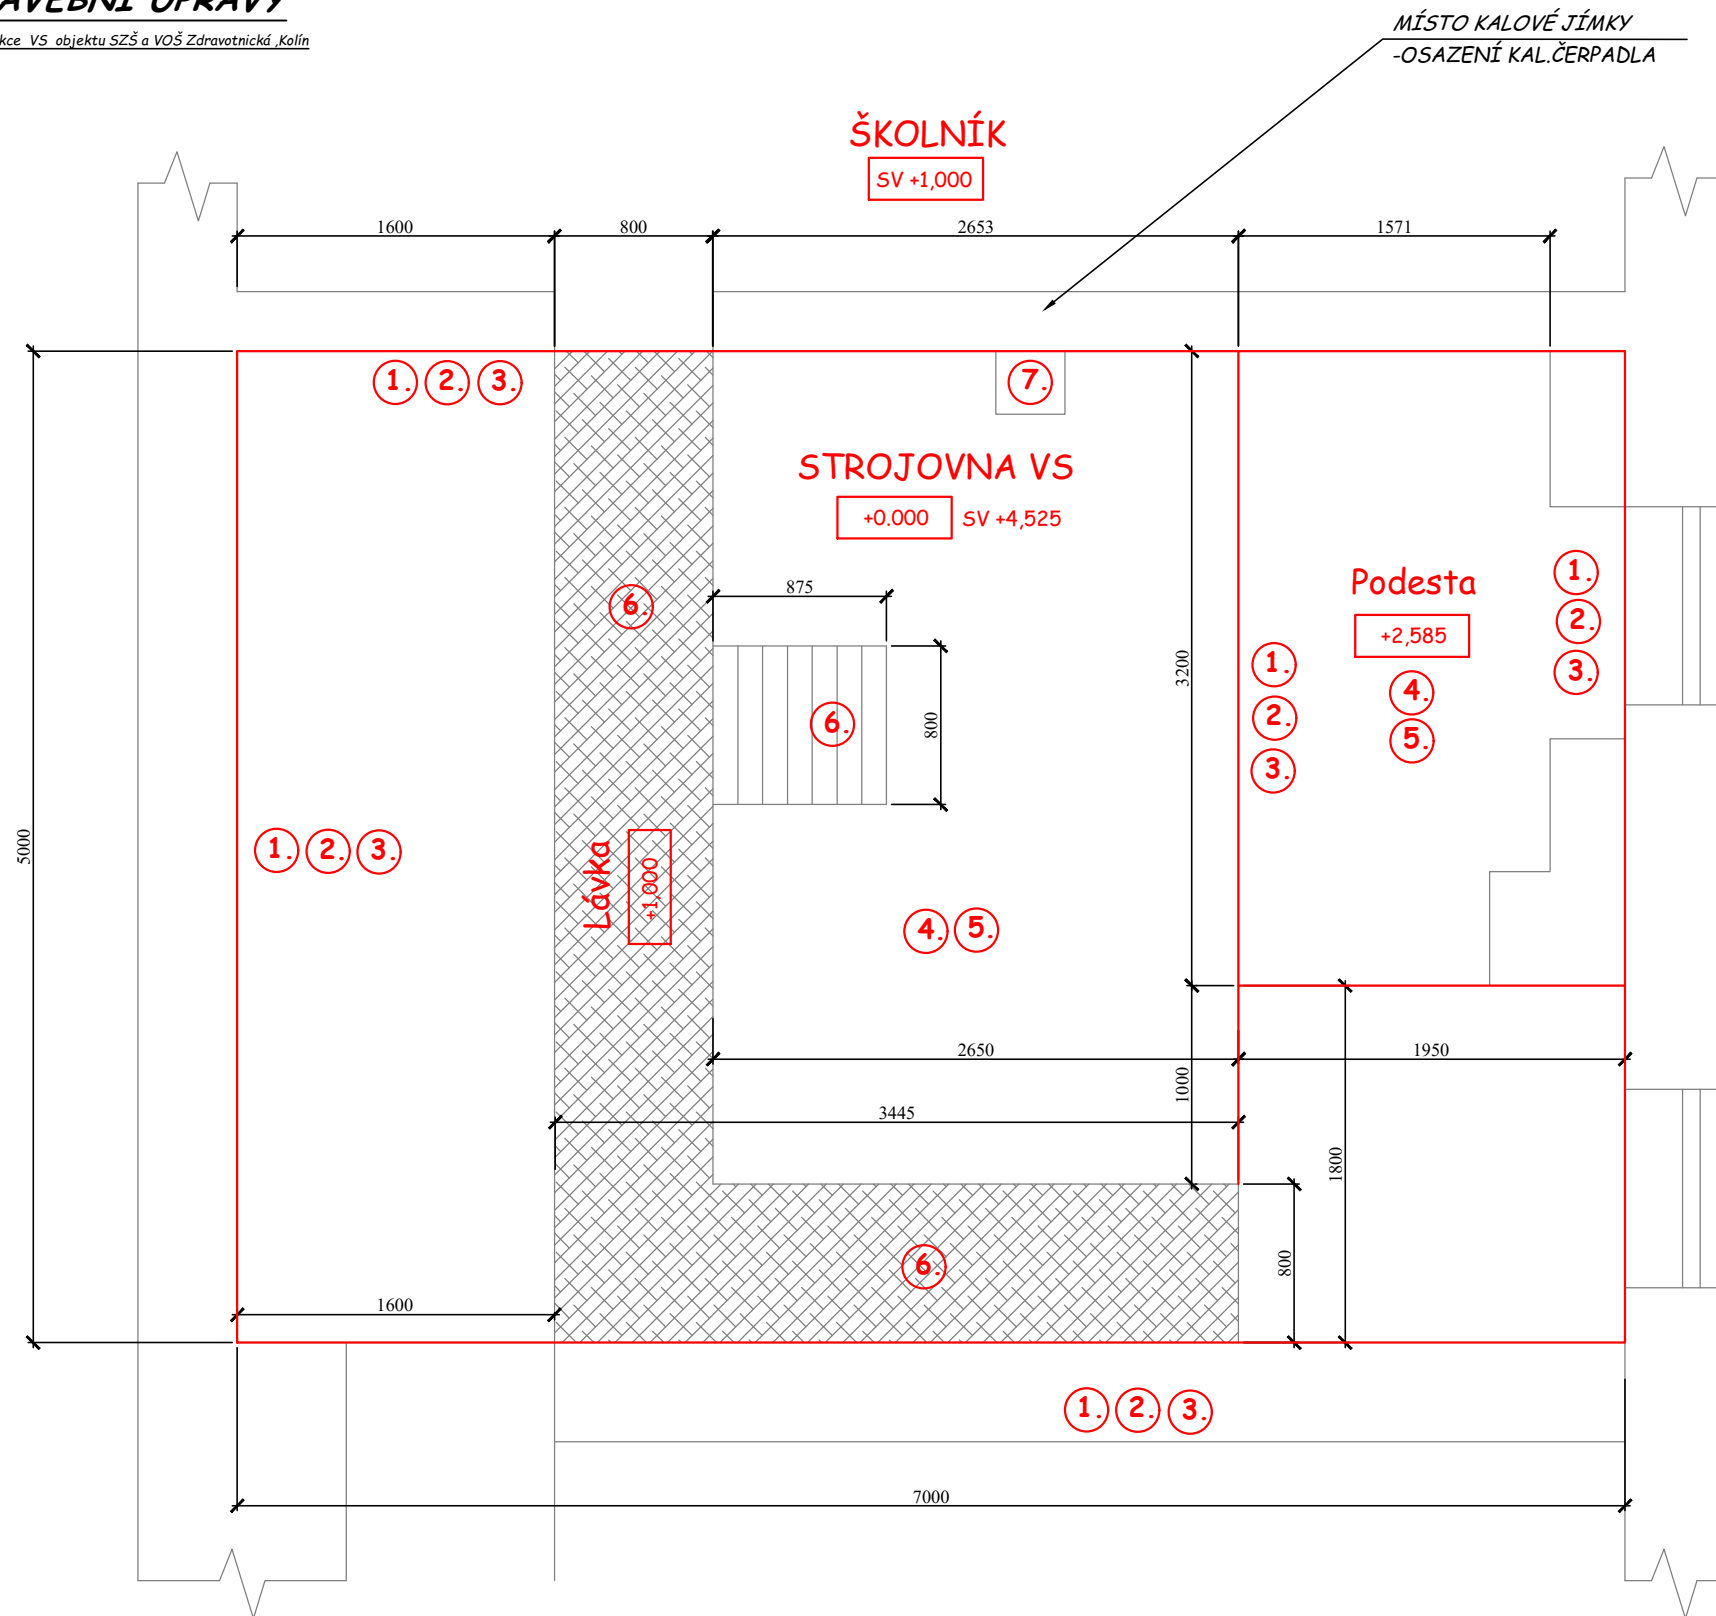 AVEBNÍ ÚPRAVY
kce VS objektu SZŠ a VOŠ Zdravotnická ,Kolín
MÍSTO KALOVÉ JÍMKY
-OSAZENÍ KAL.ČERPADLA
ŠKOLNÍK
SV +1,000
1600
800
2653
1571
1. 2. 3.
7.
STROJOVNA VS
+0.000 SV +4,525
6.
875
800
6.
3200
Podesta
+2,585
4.
5.
1.
2.
3.
1.
2.
3.
5000
1. 2. 3.
Lávka
+1,000
4. 5.
2650
1950
1000
3445
1800
800
6.
1600
1. 2. 3.
7000